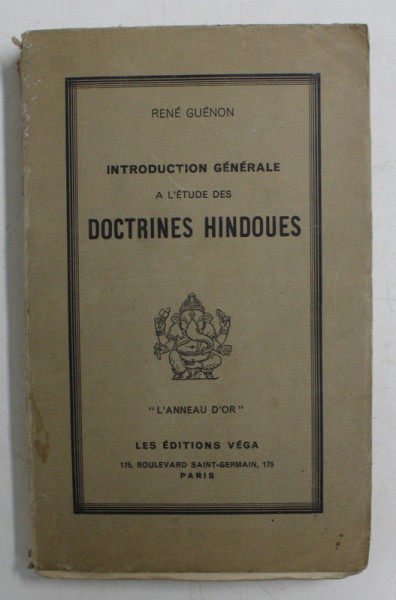 RENÉ GUÉNON
INTRODUCTION GÉNÉRALE
A L'ÉTUDE DES
DOCTRINES HINDOUES
"L'ANNEAU D'OR"
LES ÉDITIONS VÉGA
175, BOULEVARD SAINT-GERMAIN, 175
PARIS